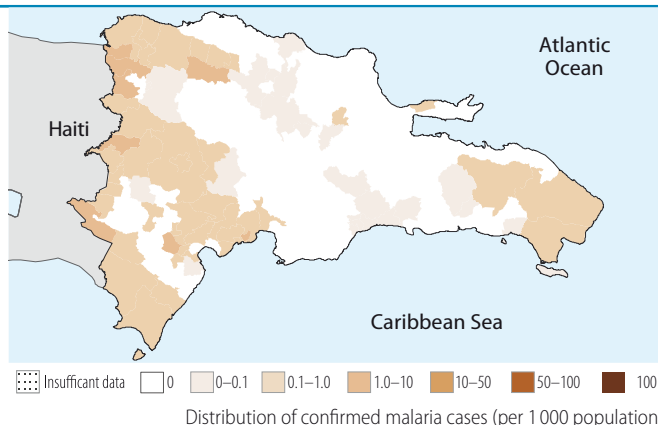 Atlantic
Ocean
Haiti
Caribbean Sea
Insufficant data 0 0–0.1 0.1–1.0 1.0–10 10–50 50–100 100
Distribution of confirmed malaria cases (per 1 000 population